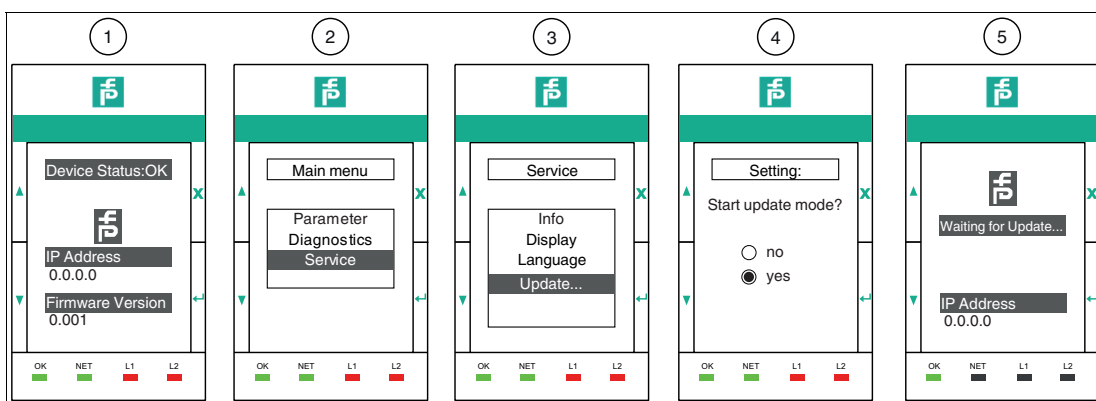 1
Device Status:OK
IP Address
0.0.0.0
Firmware Version
0.001
OK NET L1 L2
2
Main menu
Parameter
Diagnostics
Service
OK NET L1 L2
3
Service
Info
Display
Language
Update...
OK NET L1 L2
4
Setting:
Start update mode?
no
yes
OK NET L1 L2
5
Waiting for Update...
IP Address
0.0.0.0
OK NET L1 L2